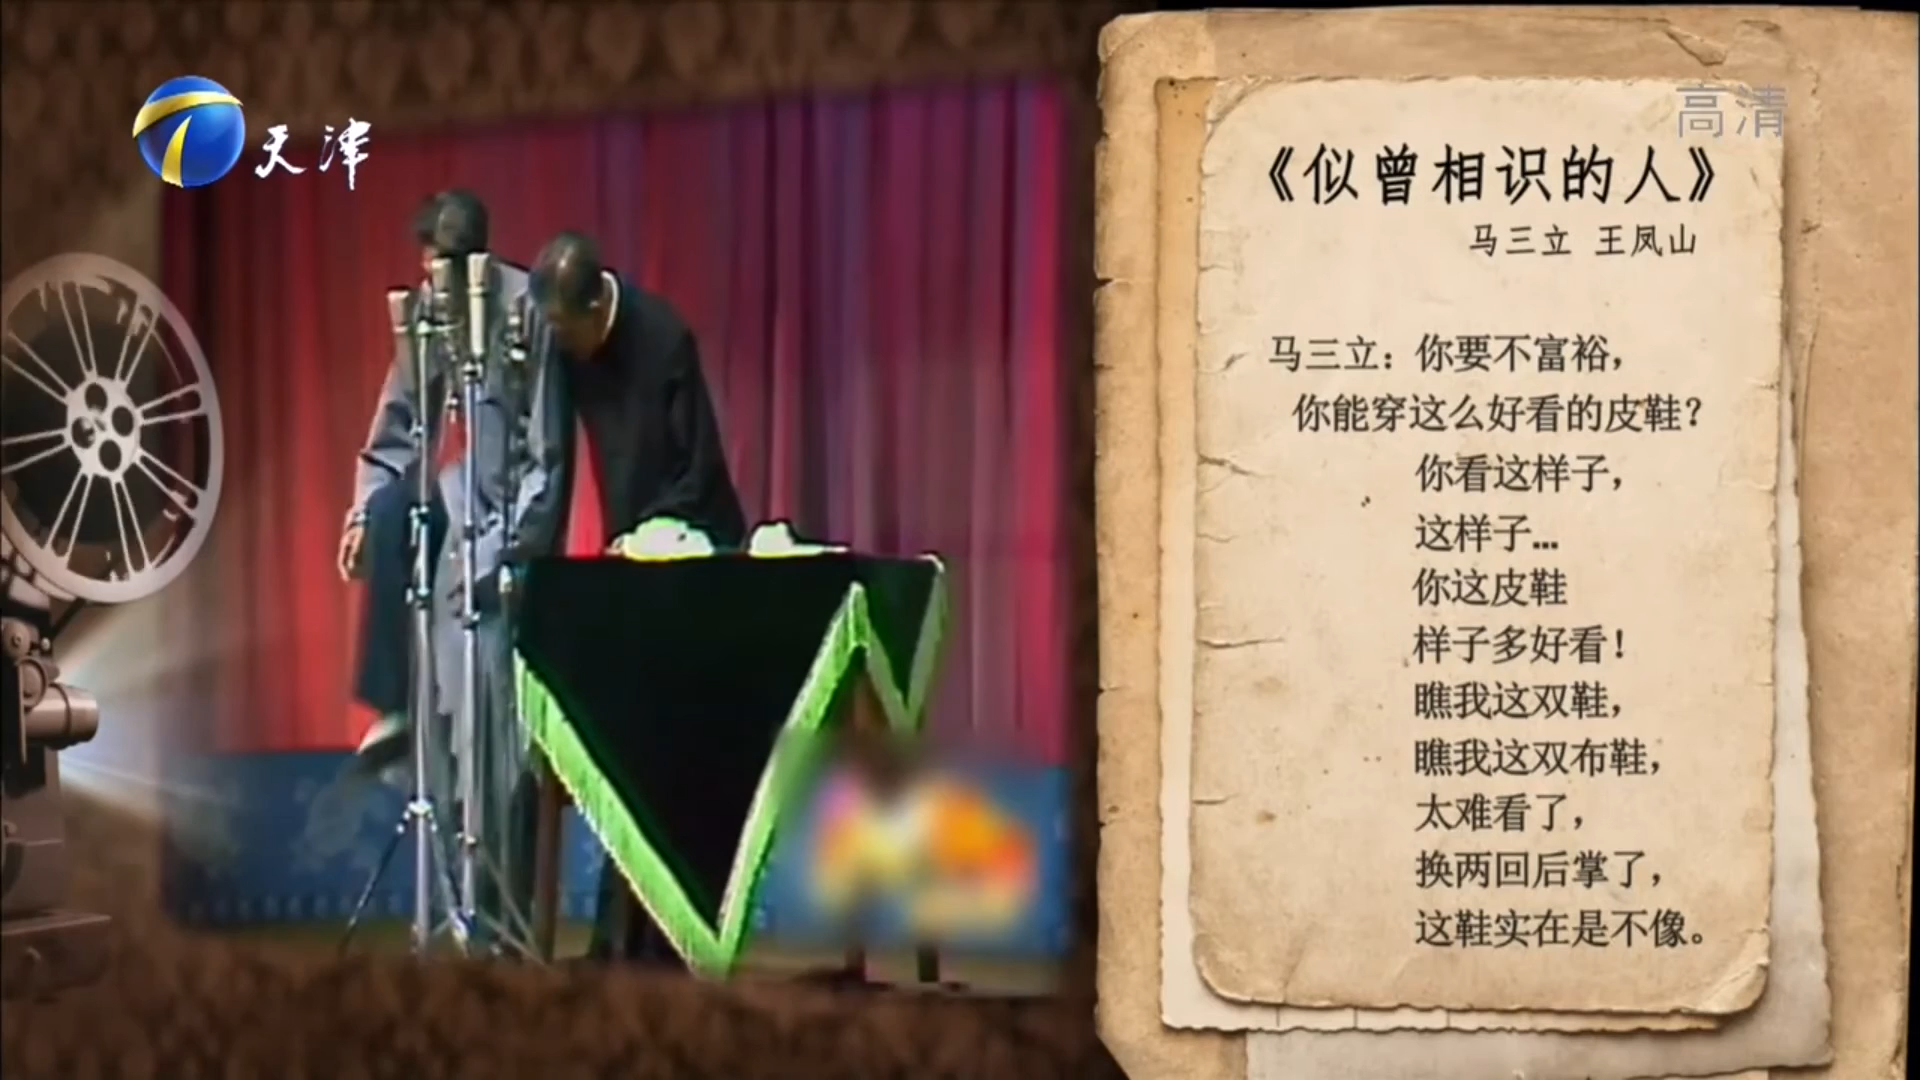 天津
高清
《似曾相识的人》
马三立 王凤山
马三立：你要不富裕，
你能穿这么好看的皮鞋？
你看这样子，
这样子...
你这皮鞋
样子多好看！
瞧我这双鞋，
瞧我这双布鞋，
太难看了，
换两回后掌了，
这鞋实在是不像。